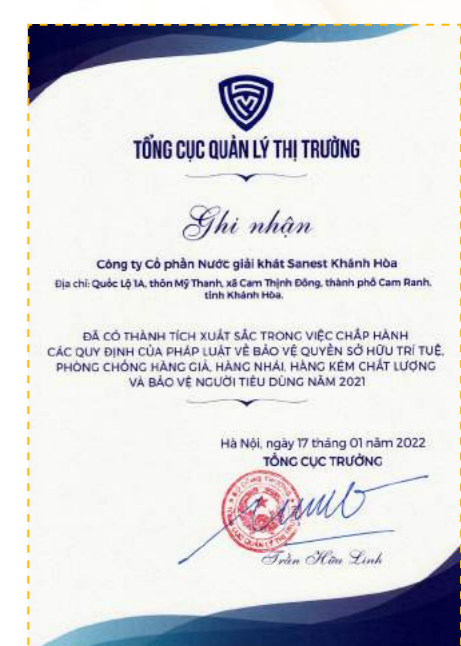 TỔNG CỤC QUẢN LÝ THỊ TRƯỜNG
Ghi nhận
Công ty Cổ phần Nước giải khát Sanest Khánh Hòa
Địa chỉ: Quốc Lộ 1A, thôn Mỹ Thanh, xã Cam Thịnh Đông, thành phố Cam Ranh,
tỉnh Khánh Hòa.
ĐÃ CÓ THÀNH TÍCH XUẤT SẮC TRONG VIỆC CHẤP HÀNH
CÁC QUY ĐỊNH CỦA PHÁP LUẬT VỀ BẢO VỆ QUYỀN SỞ HỮU TRÍ TUỆ,
PHÒNG CHỐNG HÀNG GIẢ, HÀNG NHÁI, HÀNG KÉM CHẤT LƯỢNG
VÀ BẢO VỆ NGƯỜI TIÊU DÙNG NĂM 2021
Hà Nội, ngày 17 tháng 01 năm 2022
TỔNG CỤC TRƯỞNG
Trần Hữu Linh